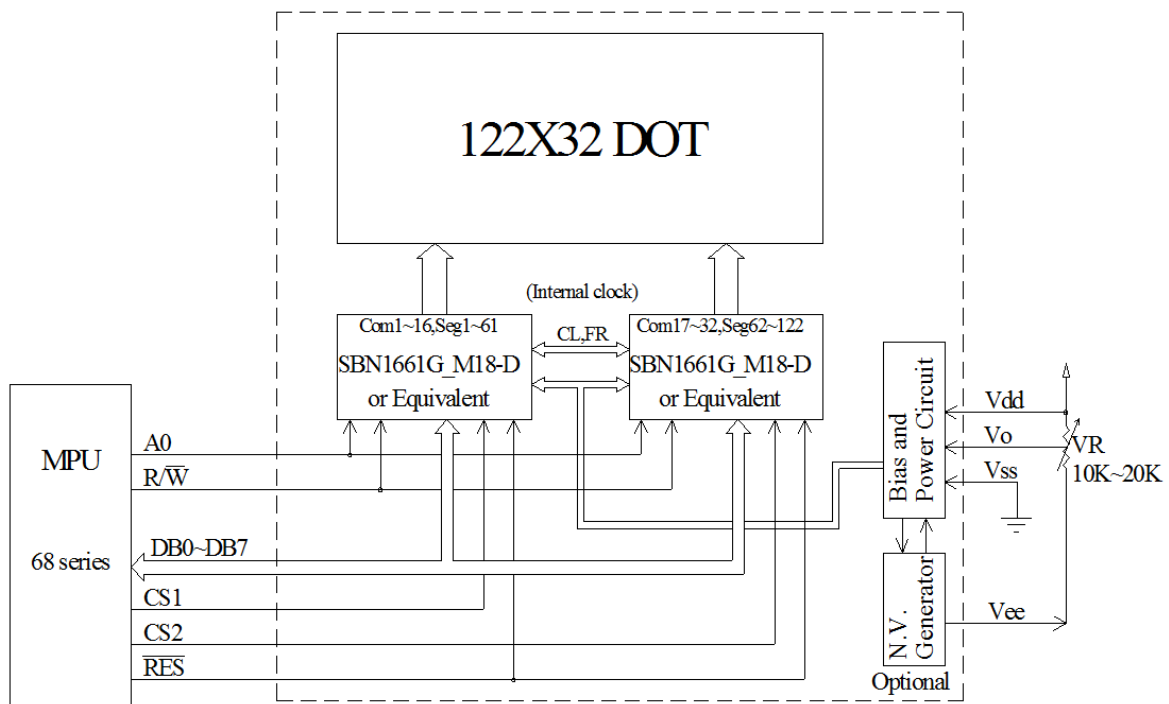 122X32 DOT
(Internal clock)
Com1~16,Seg1~61
SBN1661G_M18-D
or Equivalent
CL,FR
Com17~32,Seg62~122
SBN1661G_M18-D
or Equivalent
MPU
68 series
A0
R/W̅
DB0~DB7
CS1
CS2
R̅E̅S̅
Bias and
Power Circuit
Vdd
Vo
Vss
VR
10K~20K
N.V.
Generator
Vee
Optional